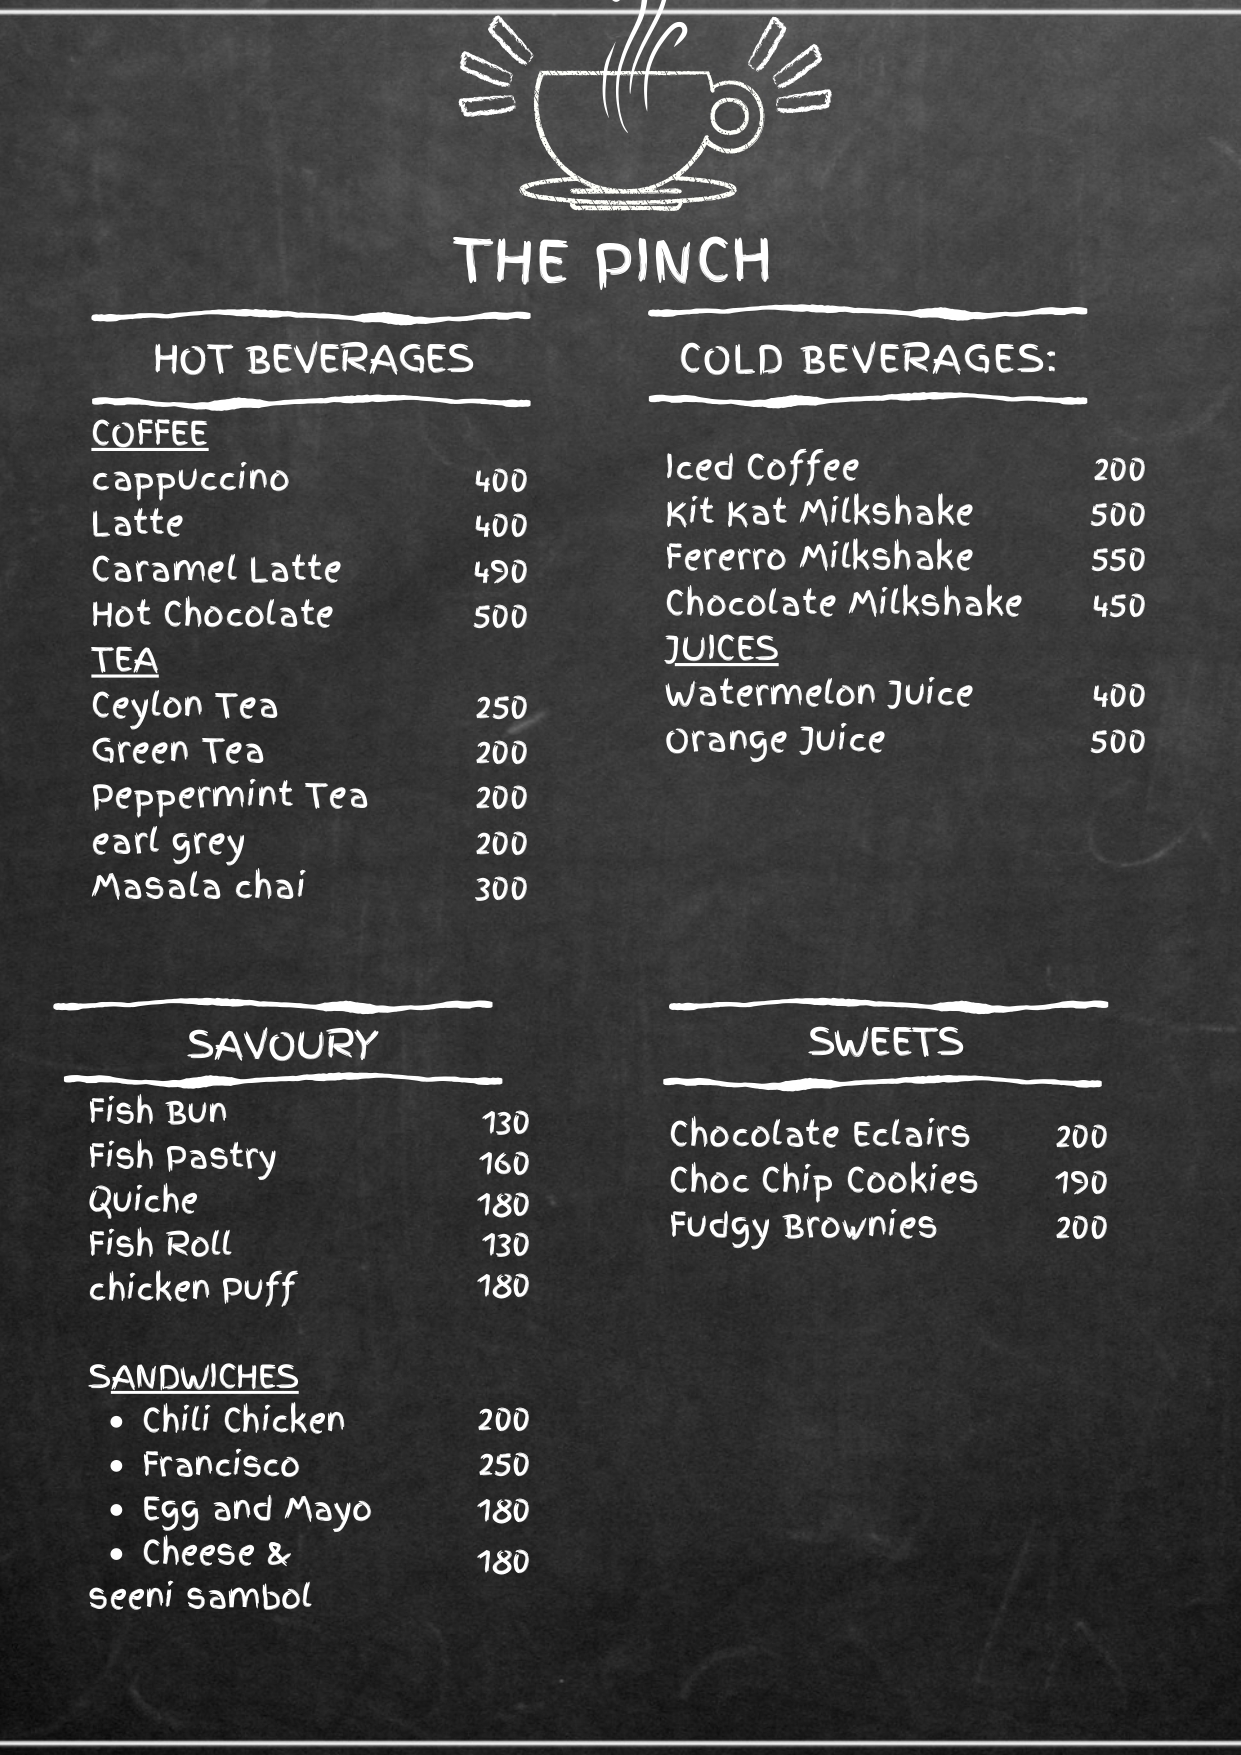 THE PINCH
HOT BEVERAGES
COFFEE
cappuccino 400
Latte 400
Caramel Latte 490
Hot Chocolate 500
TEA
Ceylon Tea 250
Green Tea 200
Peppermint Tea 200
earl grey 200
Masala chai 300
COLD BEVERAGES:
Iced Coffee 200
Kit Kat Milkshake 500
Fererro Milkshake 550
Chocolate Milkshake 450
JUICES
Watermelon Juice 400
Orange Juice 500
SAVOURY
Fish Bun 130
Fish Pastry 160
Quiche 180
Fish Roll 130
chicken Puff 180
SANDWICHES
• Chili Chicken 200
• Francisco 250
• Egg and Mayo 180
• Cheese & 180
seeni sambol
SWEETS
Chocolate Eclairs 200
Choc Chip Cookies 190
Fudgy Brownies 200